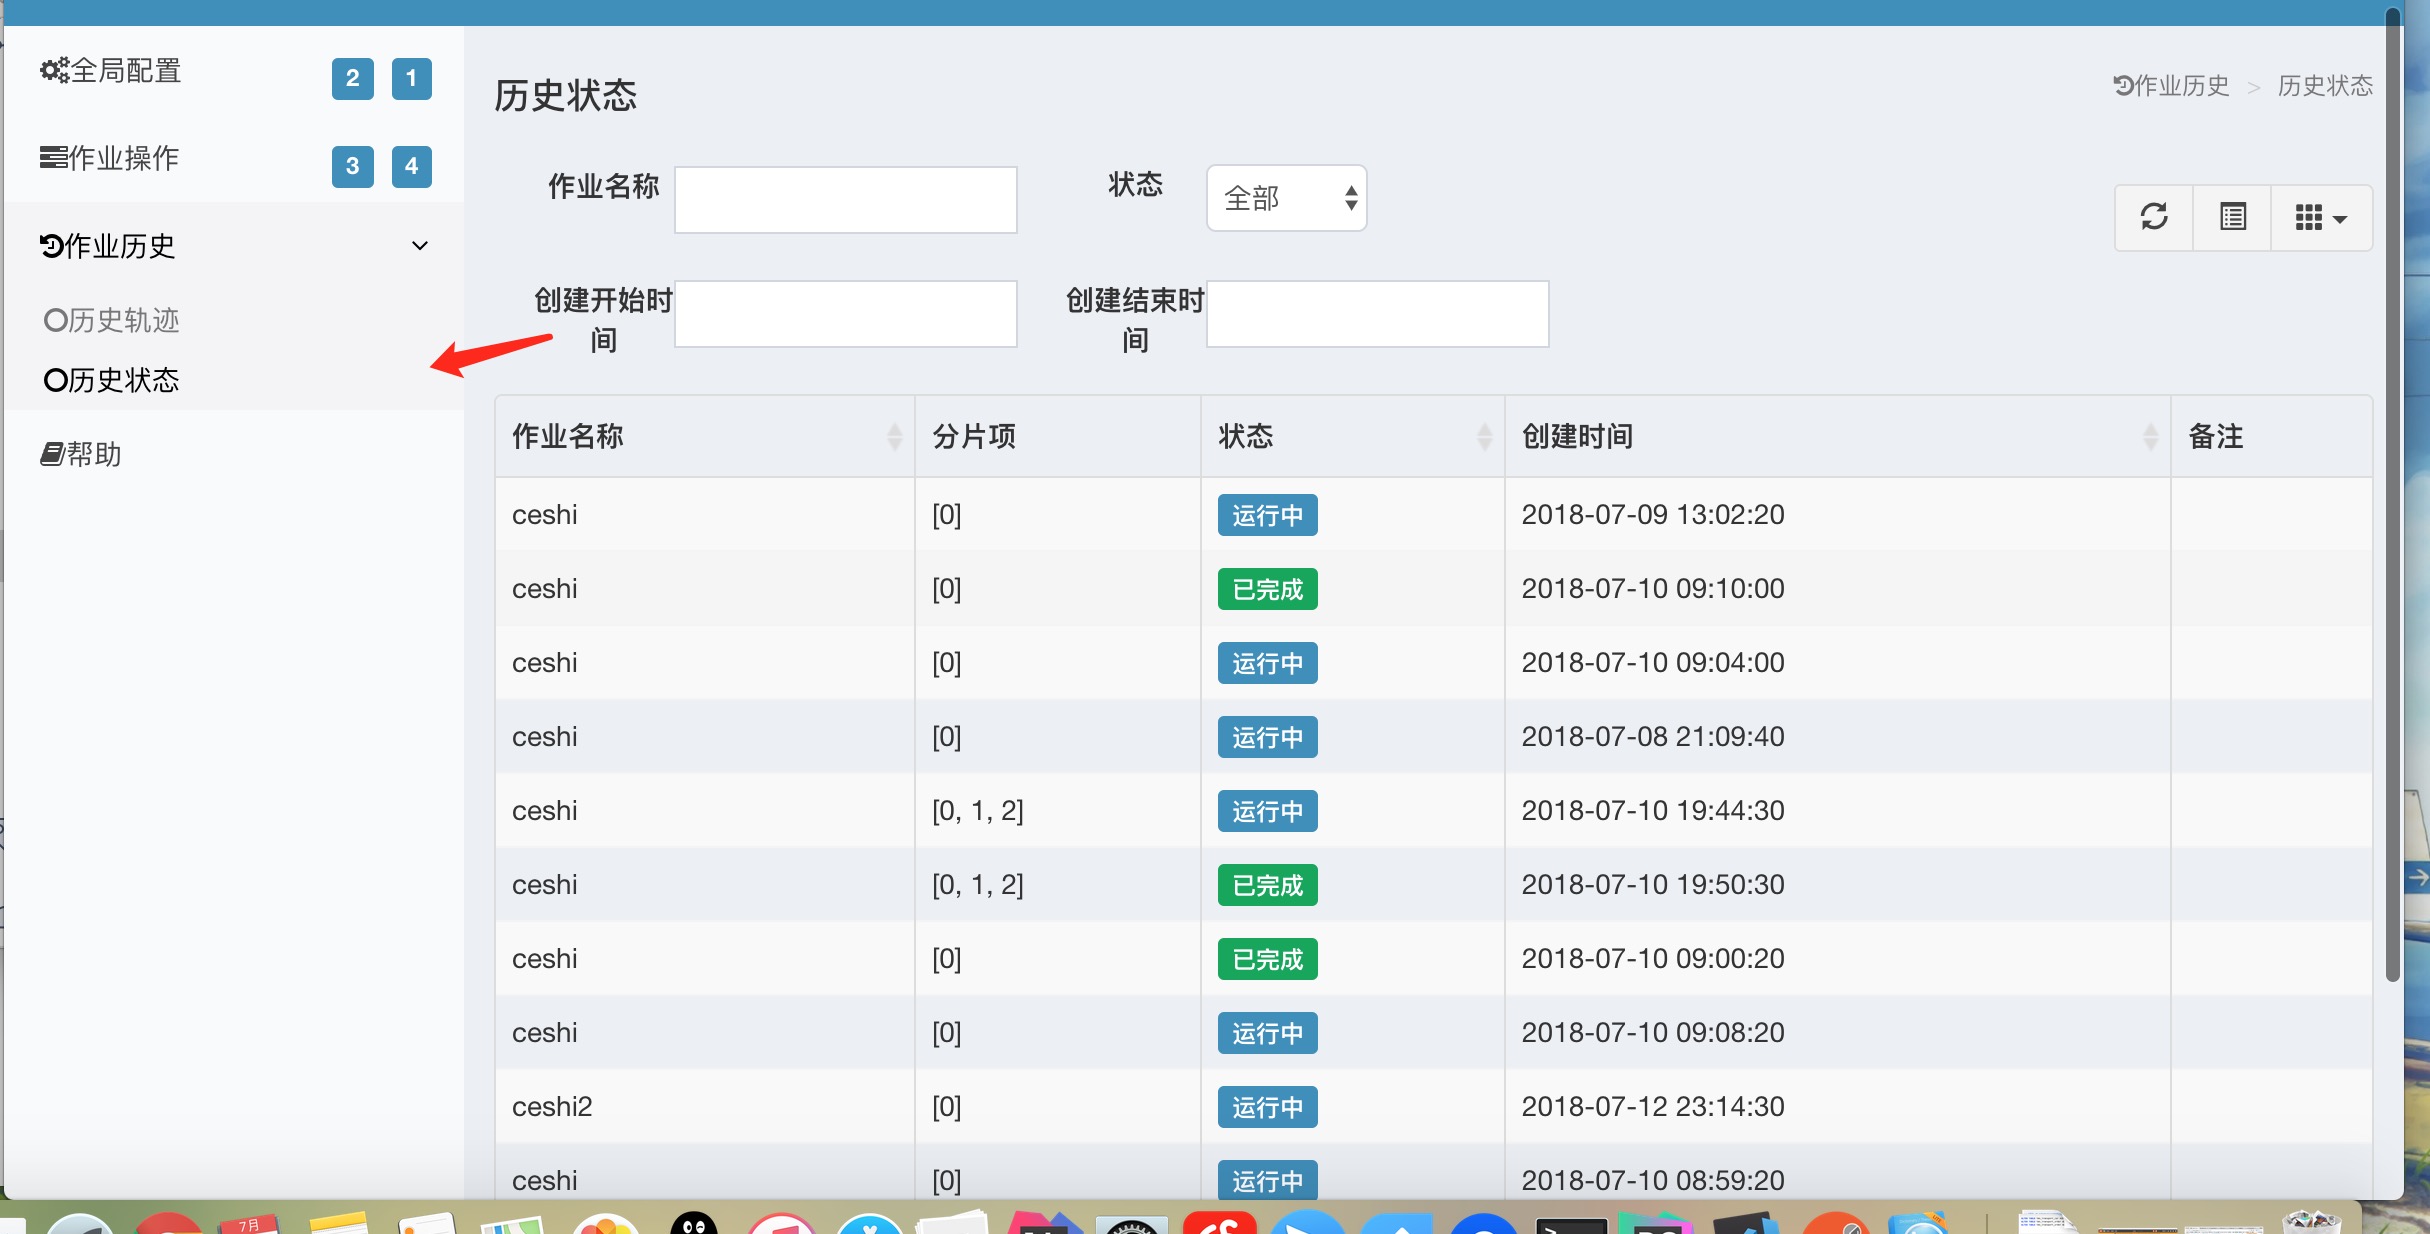 全局配置 2 1
作业操作 3 4
作业历史
历史轨迹
历史状态
帮助
历史状态
作业历史 > 历史状态
作业名称
状态 全部
创建开始时
间
创建结束时
间
作业名称 分片项 状态 创建时间 备注
ceshi [0] 运行中 2018-07-09 13:02:20
ceshi [0] 已完成 2018-07-10 09:10:00
ceshi [0] 运行中 2018-07-10 09:04:00
ceshi [0] 运行中 2018-07-08 21:09:40
ceshi [0, 1, 2] 运行中 2018-07-10 19:44:30
ceshi [0, 1, 2] 已完成 2018-07-10 19:50:30
ceshi [0] 已完成 2018-07-10 09:00:20
ceshi [0] 运行中 2018-07-10 09:08:20
ceshi2 [0] 运行中 2018-07-12 23:14:30
ceshi [0] 运行中 2018-07-10 08:59:20
7月